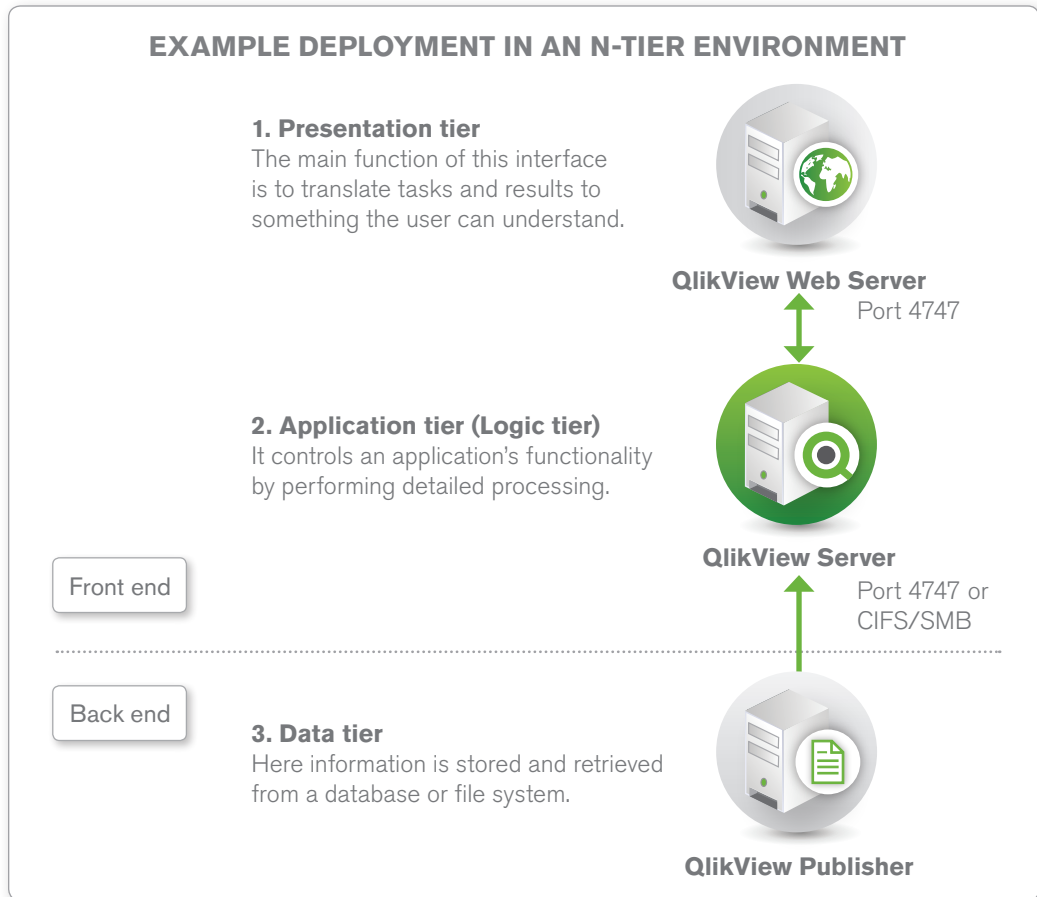 EXAMPLE DEPLOYMENT IN AN N-TIER ENVIRONMENT
1. Presentation tier
The main function of this interface
is to translate tasks and results to
something the user can understand.
QlikView Web Server
Port 4747
2. Application tier (Logic tier)
It controls an application’s functionality
by performing detailed processing.
QlikView Server
Port 4747 or
CIFS/SMB
Front end
Back end
3. Data tier
Here information is stored and retrieved
from a database or file system.
QlikView Publisher